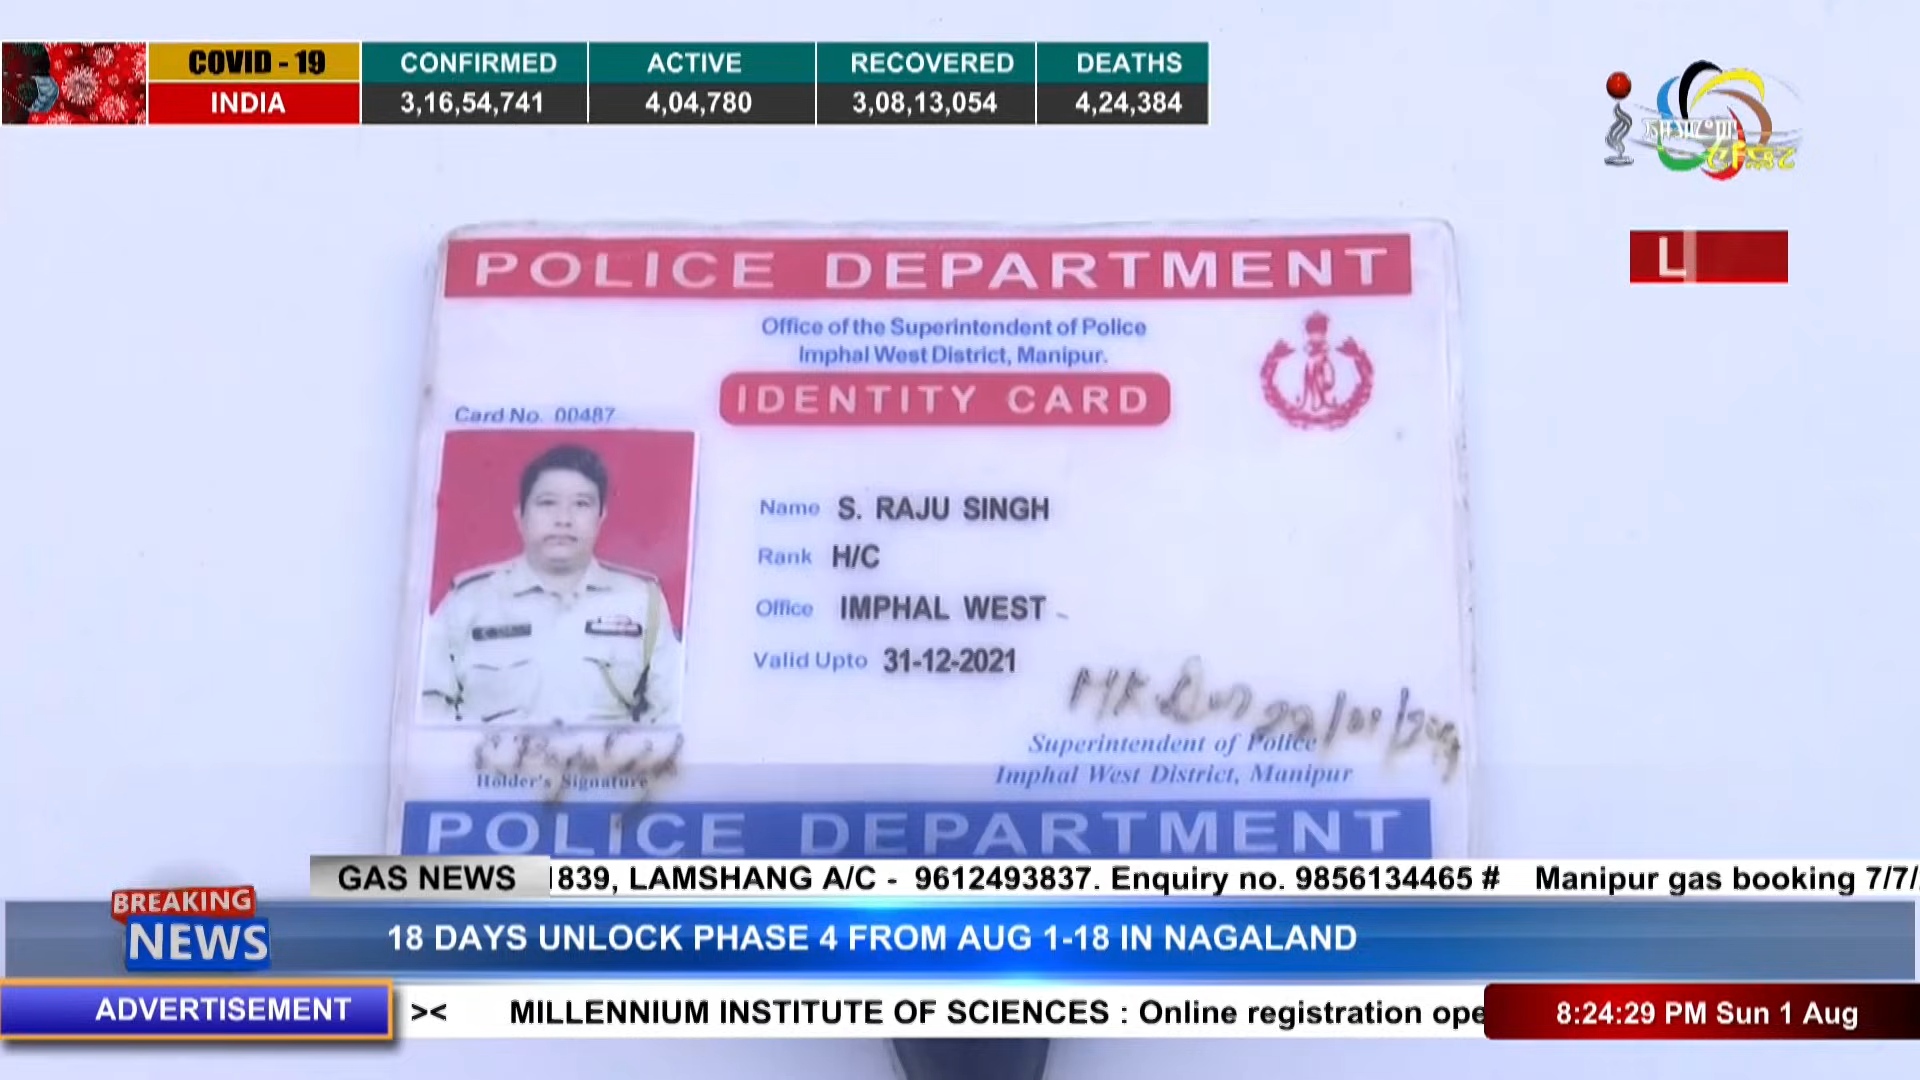 COVID - 19 CONFIRMED ACTIVE RECOVERED DEATHS
INDIA 3,16,54,741 4,04,780 3,08,13,054 4,24,384
L
POLICE DEPARTMENT
Office of the Superintendent of Police
Imphal West District, Manipur.
IDENTITY CARD
Card No. 00487
Name S. RAJU SINGH
Rank H/C
Office IMPHAL WEST
Valid Upto 31-12-2021
Superintendent of Police
Imphal West District, Manipur
Holder's Signature
POLICE DEPARTMENT
GAS NEWS 1839, LAMSHANG A/C - 9612493837. Enquiry no. 9856134465 # Manipur gas booking 7/7/
BREAKING
NEWS
18 DAYS UNLOCK PHASE 4 FROM AUG 1-18 IN NAGALAND
ADVERTISEMENT >< MILLENNIUM INSTITUTE OF SCIENCES : Online registration ope 8:24:29 PM Sun 1 Aug